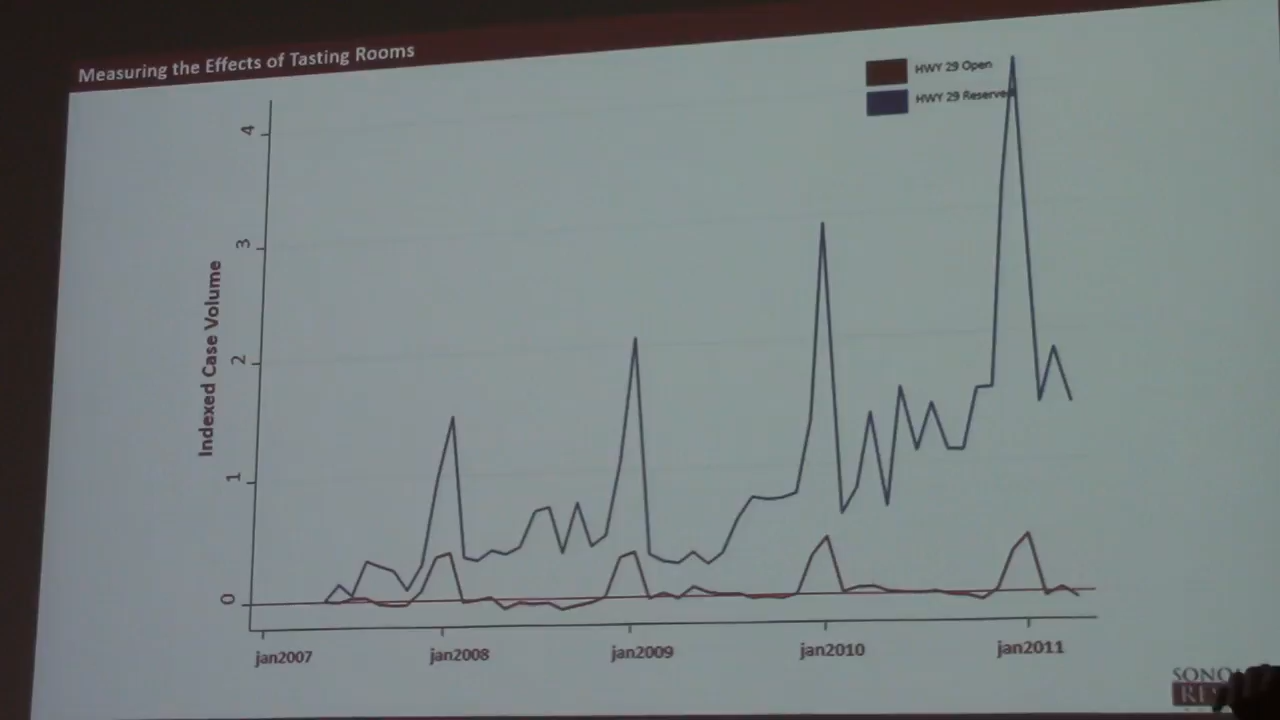 Measuring the Effects of Tasting Rooms
HWY 29 Open
HWY 29 Reserve
4
3
2
1
0
Indexed Case Volume
jan2007
jan2008
jan2009
jan2010
jan2011